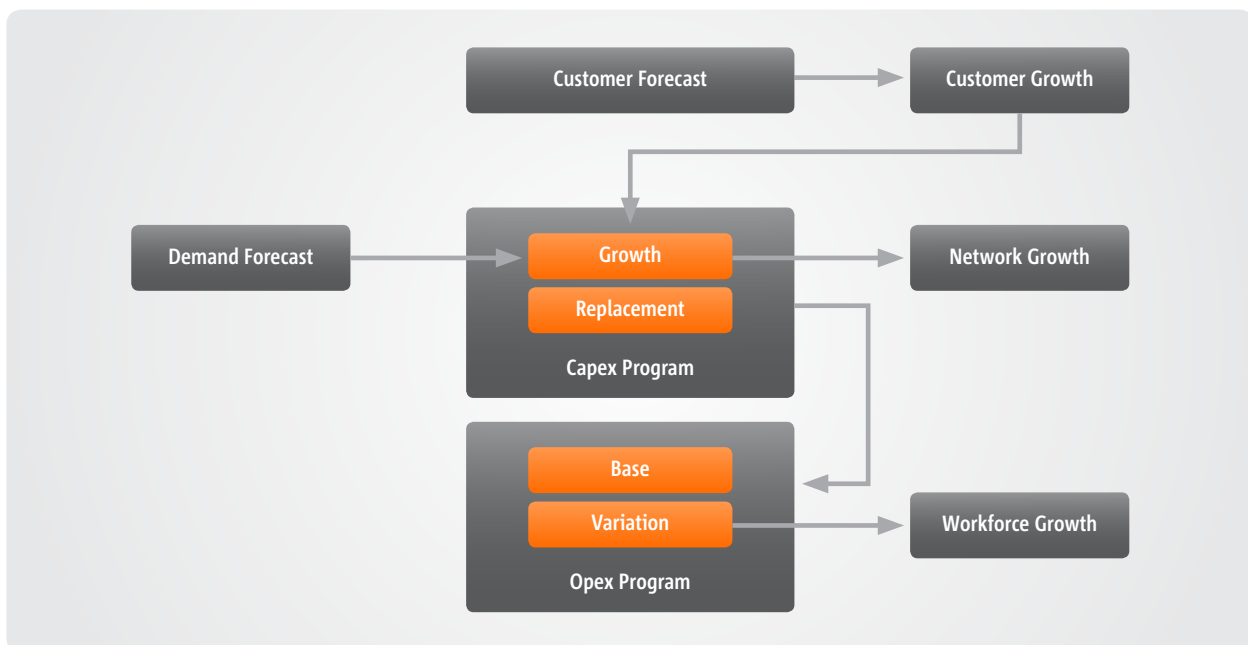 Customer Forecast
Customer Growth
Demand Forecast
Growth
Network Growth
Replacement
Capex Program
Base
Variation
Workforce Growth
Opex Program